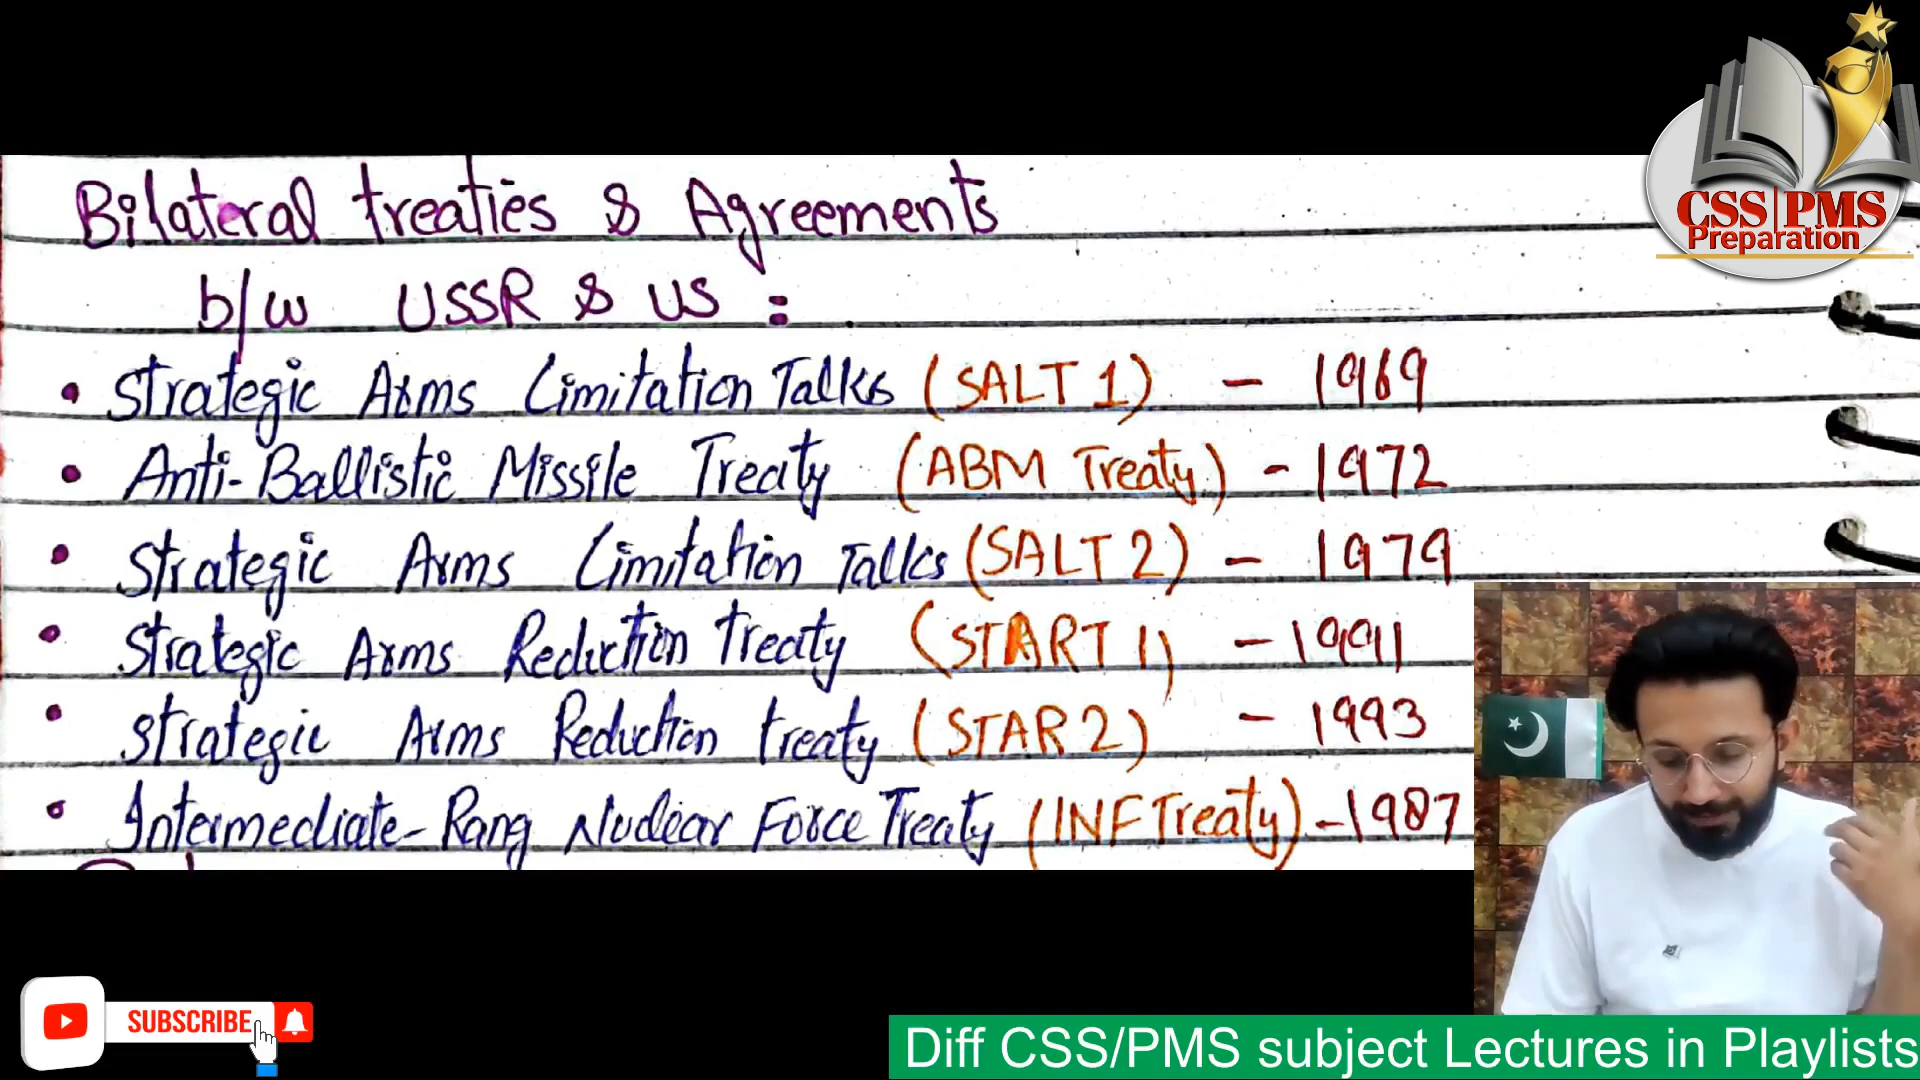 CSS|PMS
Preparation
Bilateral treaties & Agreements
b/w USSR & US :
• Strategic Arms Limitation Talks (SALT 1) - 1969
• Anti-Ballistic Missile Treaty (ABM Treaty) - 1972
• Strategic Arms Limitation Talks (SALT 2) - 1979
• Strategic Arms Reduction treaty (START 1) - 1991
• Strategic Arms Reduction treaty (STAR 2) - 1993
• Intermediate-Rang Nuclear Force Treaty (INF Treaty) - 1987
SUBSCRIBE
Diff CSS/PMS subject Lectures in Playlists